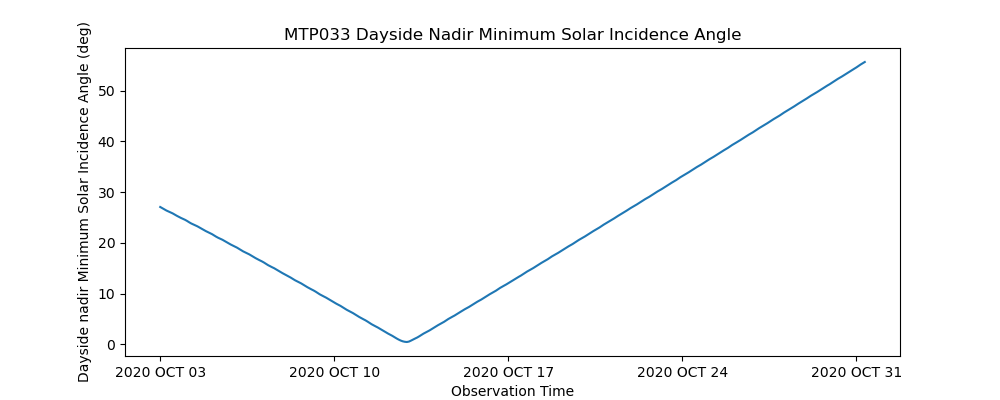 MTP033 Dayside Nadir Minimum Solar Incidence Angle
Dayside nadir Minimum Solar Incidence Angle (deg)
50
40
30
20
10
0
2020 OCT 03
2020 OCT 10
2020 OCT 17
2020 OCT 24
2020 OCT 31
Observation Time